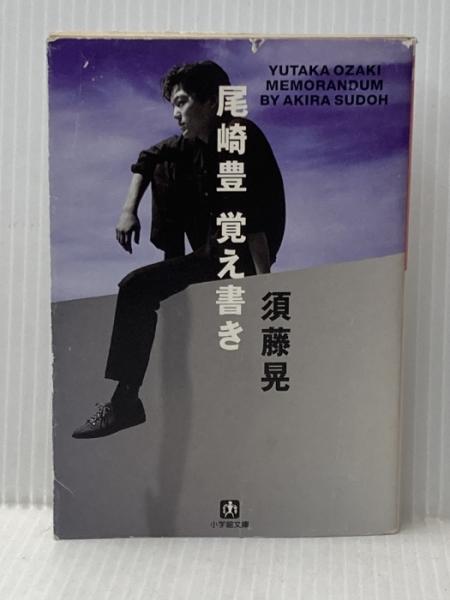 YUTAKA OZAKI
MEMORANDUM
BY AKIRA SUDOH
尾崎豊 覚え書き
須藤晃
小学館文庫